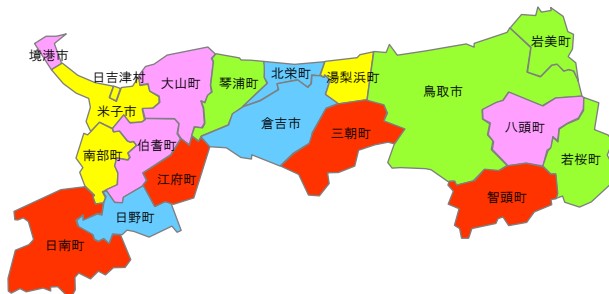 岩美町
境港市
北栄町
日吉津村
大山町
琴浦町
湯梨浜町
鳥取市
米子市
倉吉市
八頭町
三朝町
伯耆町
南部町
若桜町
江府町
智頭町
日野町
日南町